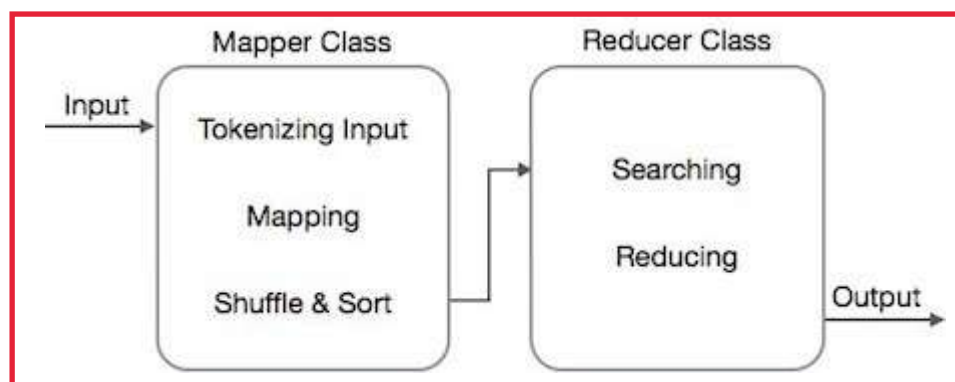 Mapper Class
Reducer Class
Input
Tokenizing Input
Mapping
Shuffle & Sort
Searching
Reducing
Output